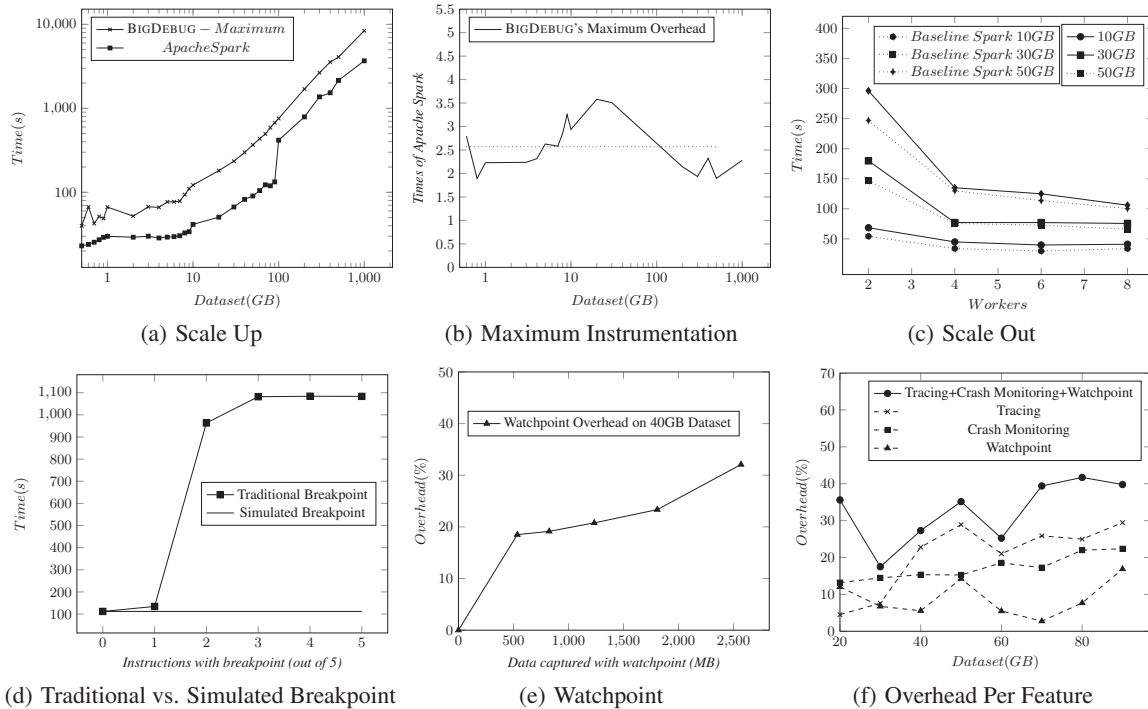 10,000
1,000
100
Time(s)
BIGDEBUG − Maximum
ApacheSpark
1
10
100
1,000
Dataset(GB)
(a) Scale Up
5.5
5
4.5
4
3.5
3
2.5
2
1.5
1
0.5
0
Times of Apache Spark
BIGDEBUG's Maximum Overhead
1
10
100
1,000
Dataset(GB)
(b) Maximum Instrumentation
400
350
300
250
200
150
100
50
Time(s)
Baseline Spark 10GB
Baseline Spark 30GB
Baseline Spark 50GB
10GB
30GB
50GB
2 3 4 5 6 7 8
Workers
(c) Scale Out
1,100
1,000
900
800
700
600
500
400
300
200
100
Time(s)
Traditional Breakpoint
Simulated Breakpoint
0 1 2 3 4 5
Instructions with breakpoint (out of 5)
(d) Traditional vs. Simulated Breakpoint
50
40
30
20
10
0
Overhead(%)
Watchpoint Overhead on 40GB Dataset
0 500 1,000 1,500 2,000 2,500
Data captured with watchpoint (MB)
(e) Watchpoint
70
60
50
40
30
20
10
0
Overhead(%)
Tracing+Crash Monitoring+Watchpoint
Tracing
Crash Monitoring
Watchpoint
20 40 60 80
Dataset(GB)
(f) Overhead Per Feature